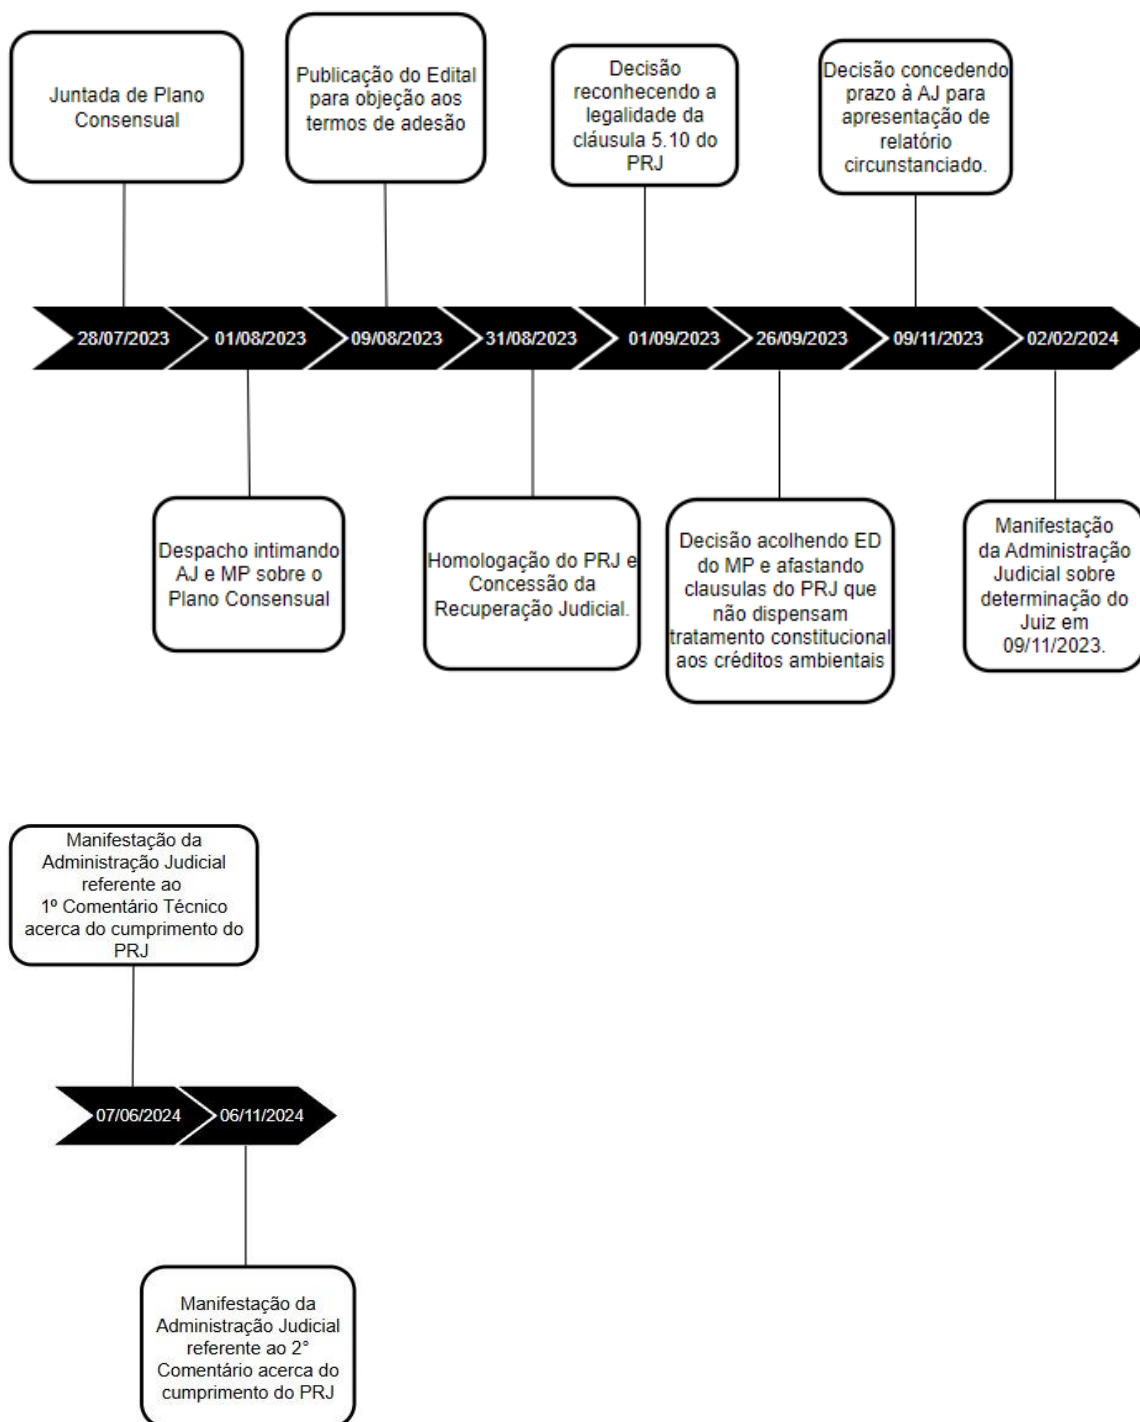 Juntada de Plano
Consensual
Publicação do Edital
para objeção aos
termos de adesão
Decisão
reconhecendo a
legalidade da
cláusula 5.10 do
PRJ
Decisão concedendo
prazo à AJ para
apresentação de
relatório
circunstanciado.
28/07/2023
01/08/2023
09/08/2023
31/08/2023
01/09/2023
26/09/2023
09/11/2023
02/02/2024
Despacho intimando
AJ e MP sobre o
Plano Consensual
Homologação do PRJ e
Concessão da
Recuperação Judicial.
Decisão acolhendo ED
do MP e afastando
clausulas do PRJ que
não dispensam
tratamento constitucional
aos créditos ambientais
Manifestação
da Administração
Judicial sobre
determinação do
Juiz em
09/11/2023.
Manifestação da
Administração Judicial
referente ao
1º Comentário Técnico
acerca do cumprimento do
PRJ
07/06/2024
06/11/2024
Manifestação da
Administração Judicial
referente ao 2°
Comentário acerca do
cumprimento do PRJ